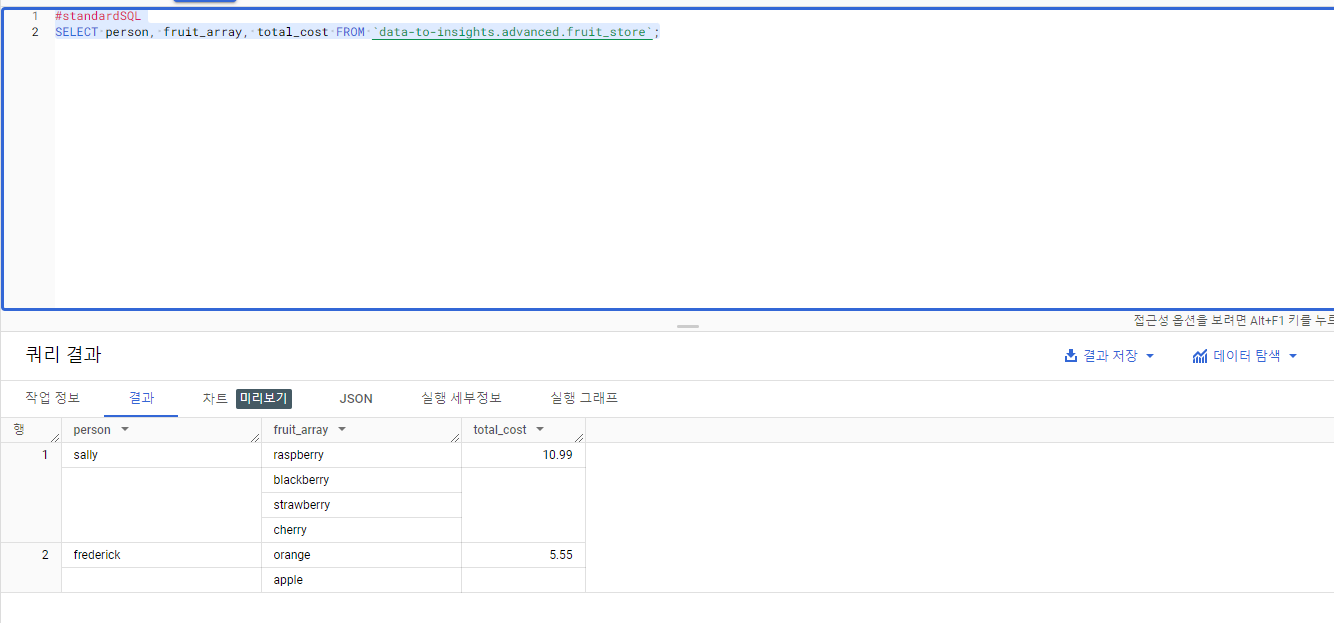 1 #standardSQL
2 SELECT person, fruit_array, total_cost FROM `data-to-insights.advanced.fruit_store`;
접근성 옵션을 보려면 Alt+F1 키를 누르
쿼리 결과
결과 저장 데이터 탐색
작업 정보 결과 차트 미리보기 JSON 실행 세부정보 실행 그래프
행 person fruit_array total_cost
1 sally raspberry 10.99
blackberry
strawberry
cherry
2 frederick orange 5.55
apple